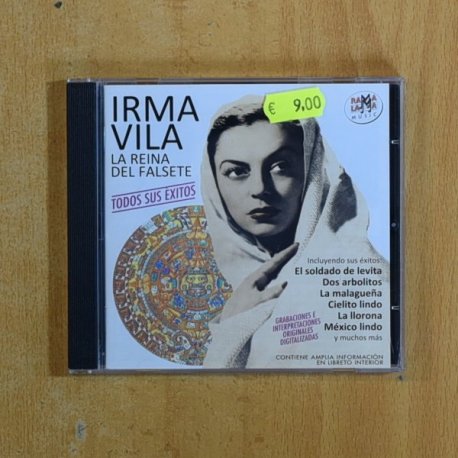 IRMA
VILA
LA REINA
DEL FALSETE
TODOS SUS ÉXITOS
€ 9,00
RAMA
LAMA
MUSIC
Incluyendo sus éxitos:
El soldado de levita
Dos arbolitos
La malagueña
Cielito lindo
La llorona
México lindo
y muchos más
GRABACIONES E
INTERPRETACIONES
ORIGINALES
DIGITALIZADAS
CONTIENE AMPLIA INFORMACIÓN
EN LIBRETO INTERIOR